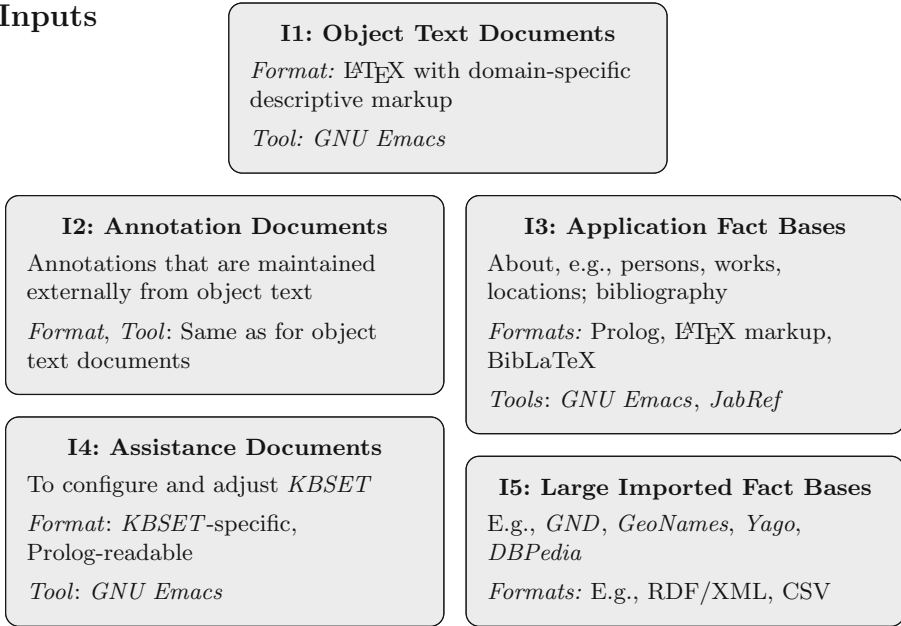 Inputs
I1: Object Text Documents
Format: LATEX with domain-specific
descriptive markup
Tool: GNU Emacs
I2: Annotation Documents
Annotations that are maintained
externally from object text
Format, Tool: Same as for object
text documents
I3: Application Fact Bases
About, e.g., persons, works,
locations; bibliography
Formats: Prolog, LATEX markup,
BibLaTeX
Tools: GNU Emacs, JabRef
I4: Assistance Documents
To configure and adjust KBSET
Format: KBSET-specific,
Prolog-readable
Tool: GNU Emacs
I5: Large Imported Fact Bases
E.g., GND, GeoNames, Yago,
DBPedia
Formats: E.g., RDF/XML, CSV